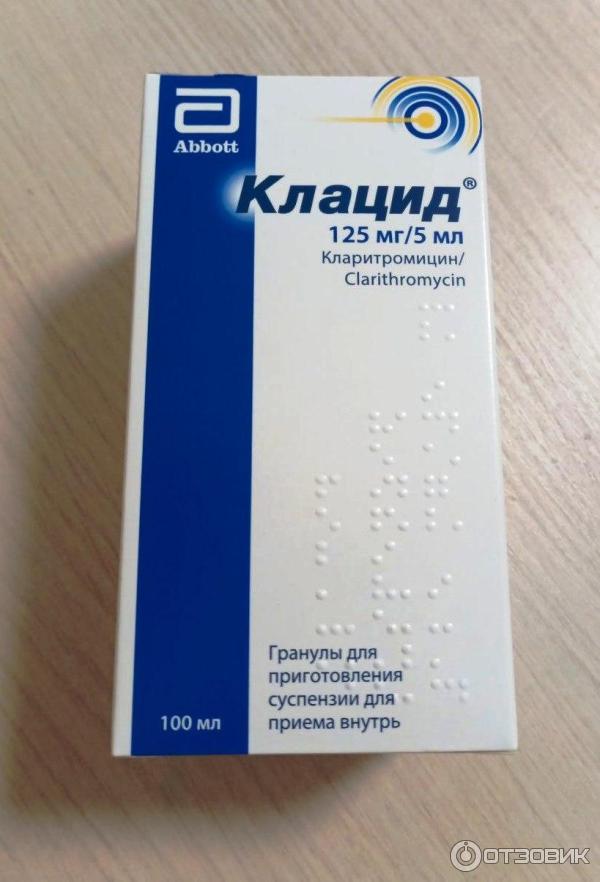 Abbott
Клацид®
125 мг/5 мл
Кларитромицин/
Clarithromycin
Гранулы для
приготовления
суспензии для
приема внутрь
100 мл
ОТЗОВИК